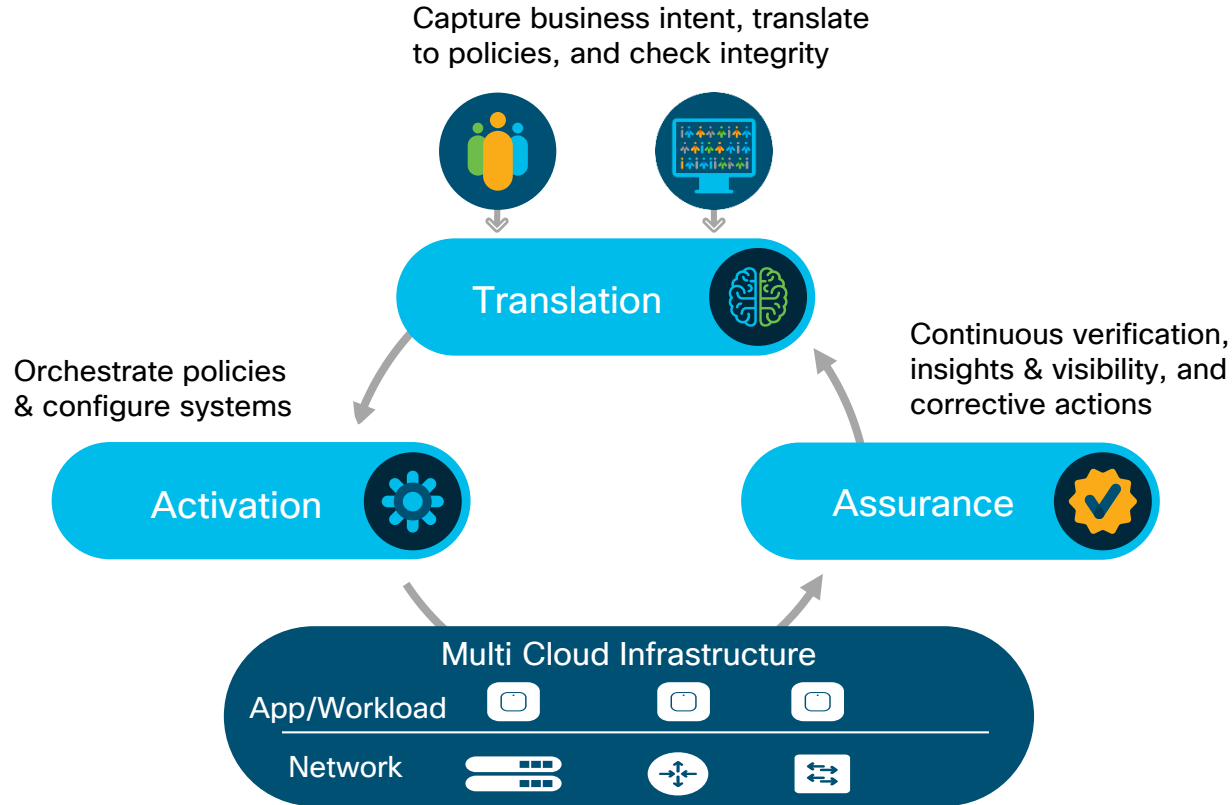 Capture business intent, translate
to policies, and check integrity
Translation
Continuous verification,
insights & visibility, and
corrective actions
Orchestrate policies
& configure systems
Activation
Assurance
Multi Cloud Infrastructure
App/Workload
Network